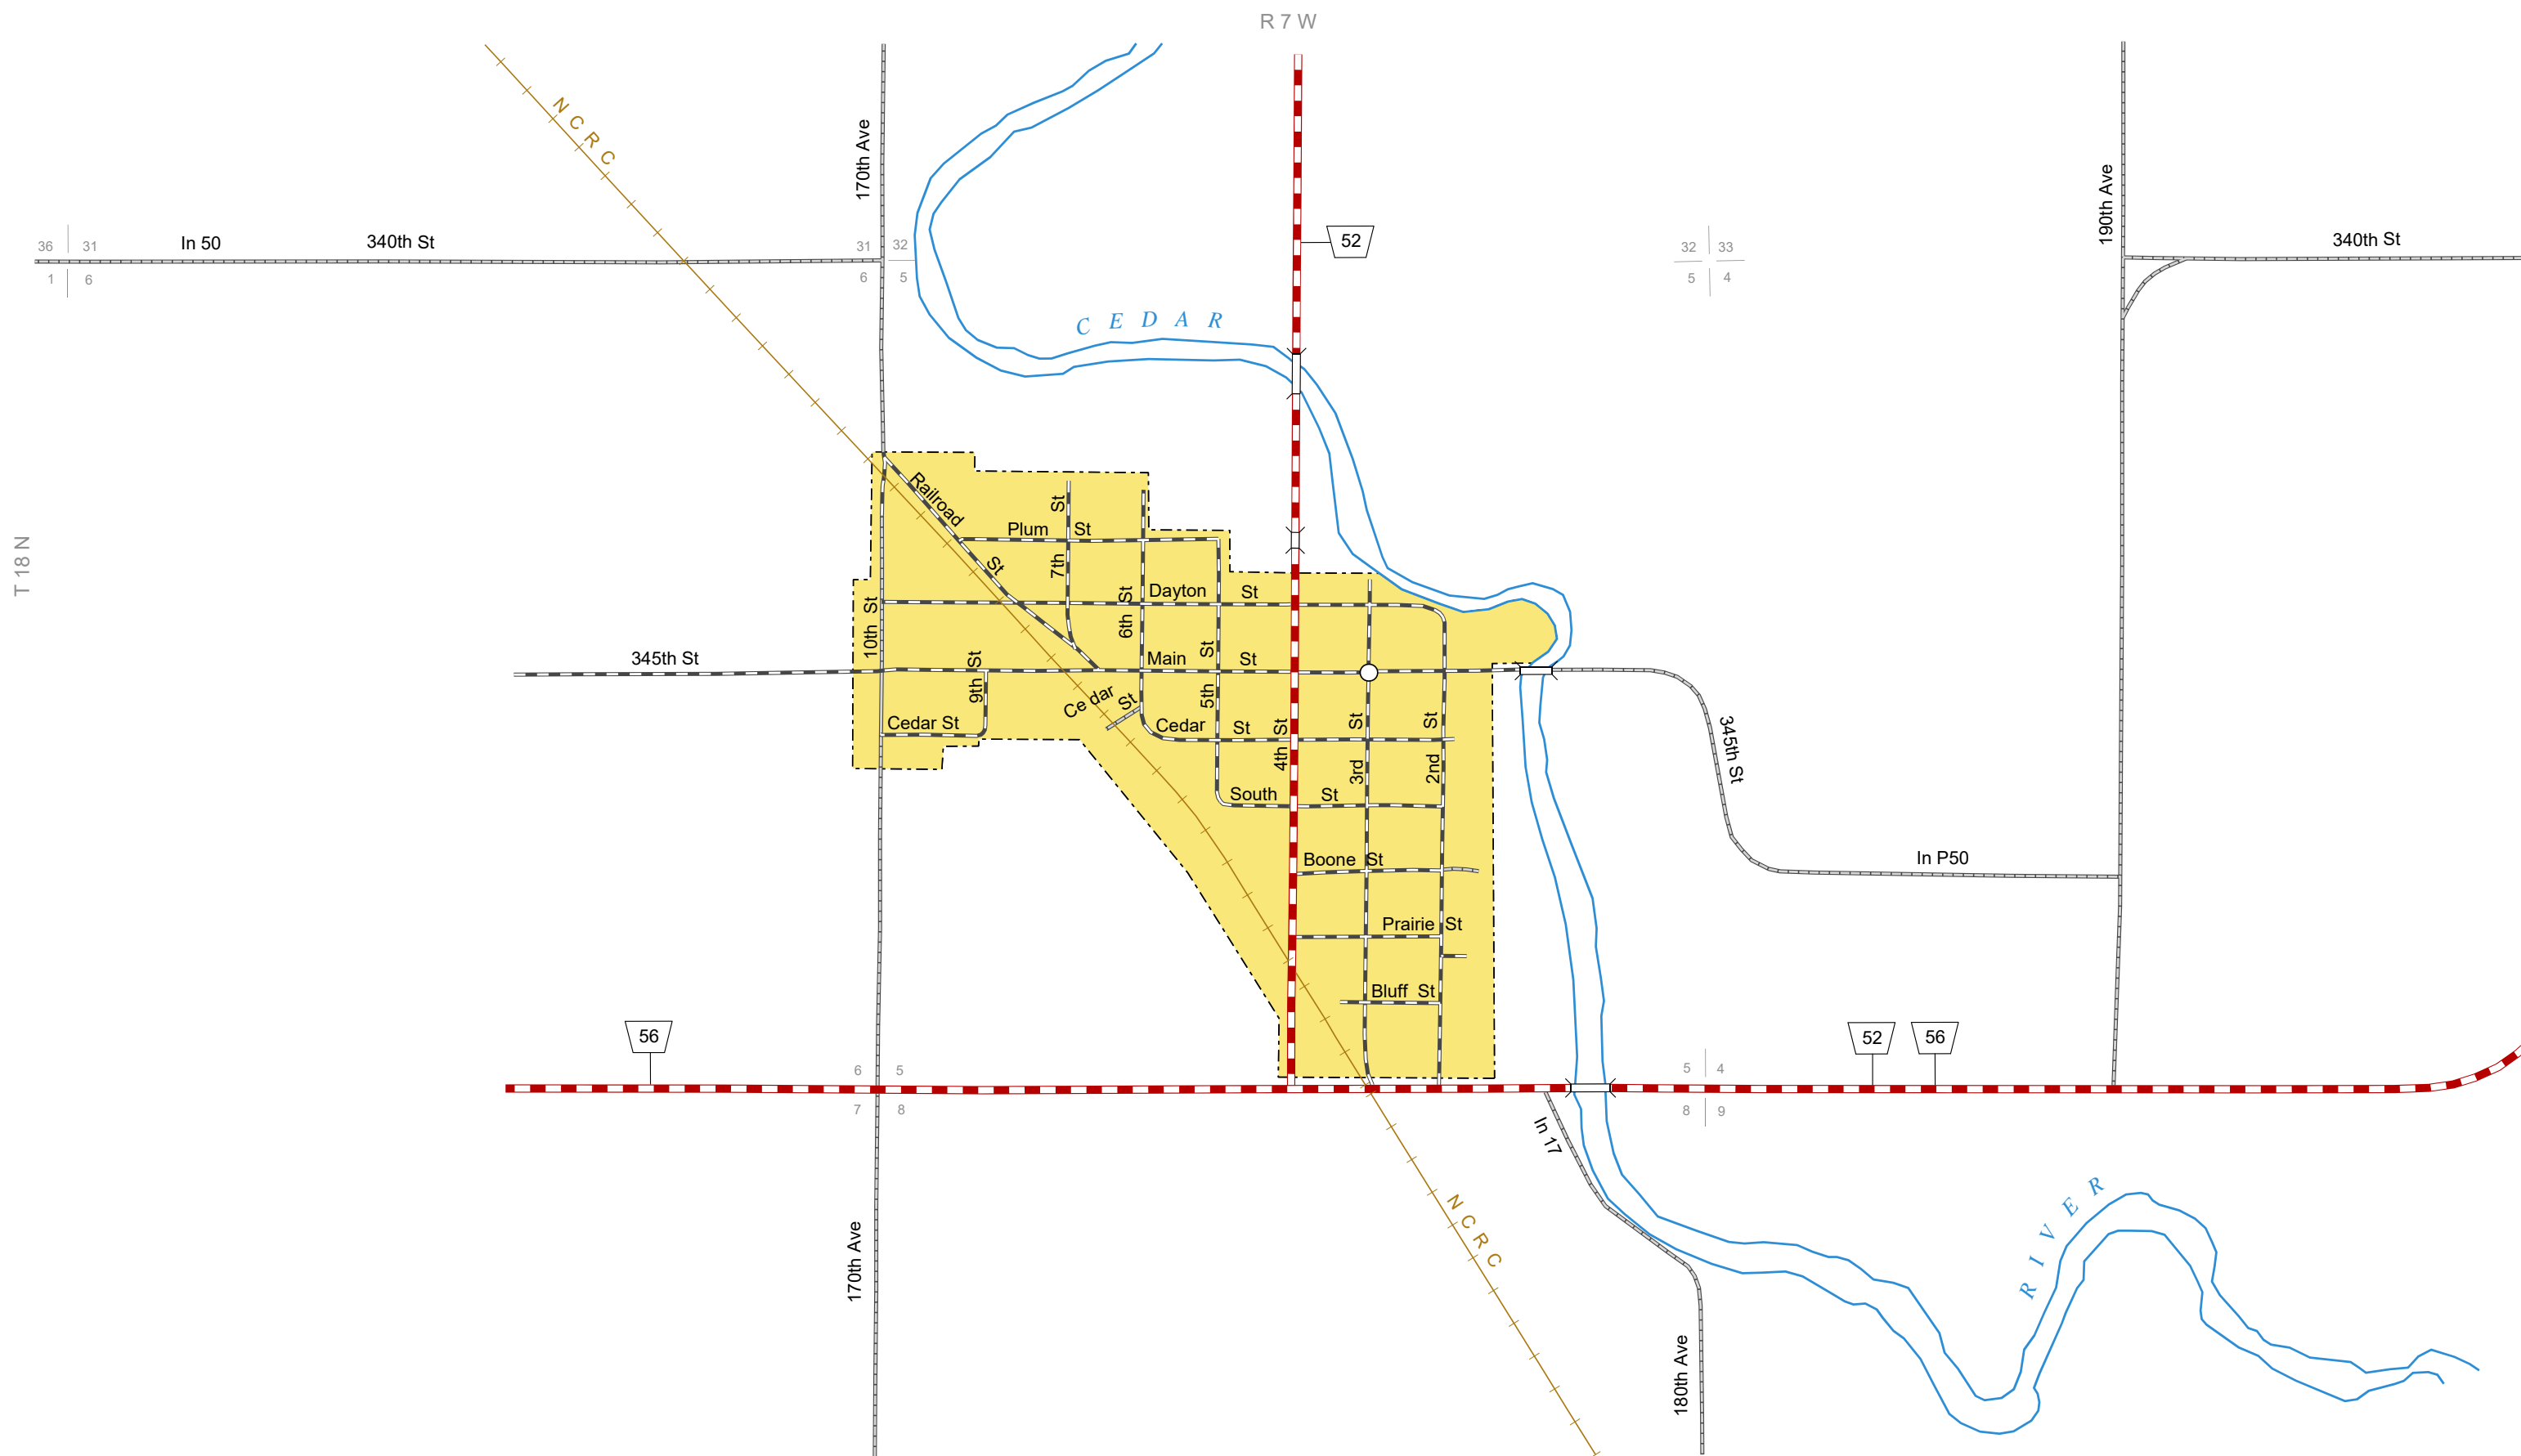 R 7 W
N C R C
170th Ave
190th Ave
52
36 31
In 50
340th St
31 32
32 33
340th St
1 6
6 5
5 4
C E D A R
T 18 N
Railroad St
Plum St
7th St
Dayton St
6th St
10th St
345th St
9th St
Main St
5th St
Cedar St
Cedar St
Cedar St
4th St
3rd St
2nd St
345th St
South St
Boone St
In P50
Prairie St
Bluff St
56
52
56
6 5
5 4
7 8
8 9
In 17
N C R C
R I V E R
170th Ave
180th Ave